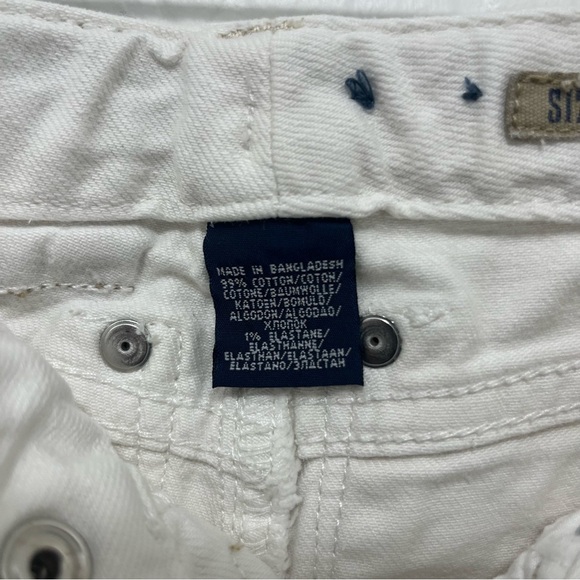 MADE IN BANGLADESH
99% COTTON/COTON/
COTONE/BAUMWOLLE/
KATOEN/BOMULD/
ALGODON/ALGODAO/
ХЛОПОК
1% ELASTANE/
ELASTHANNE/
ELASTHAN/ELASTAAN/
ELASTANO/ЭЛАСТАН